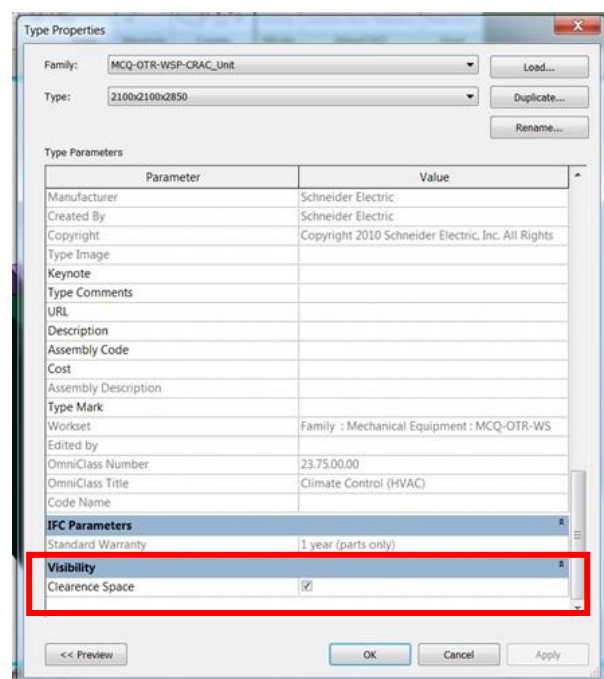 Type Properties
Family: MCQ-OTR-WSP-CRAC_Unit Load...
Type: 2100x2100x2850 Duplicate...
Rename...
Type Parameters
Parameter Value
Manufacturer Schneider Electric
Created By Schneider Electric
Copyright Copyright 2010 Schneider Electric, Inc. All Rights
Type Image
Keynote
Type Comments
URL
Description
Assembly Code
Cost
Assembly Description
Type Mark
Workset Family : Mechanical Equipment : MCQ-OTR-WS
Edited by
OmniClass Number 23.75.00.00
OmniClass Title Climate Control (HVAC)
Code Name
IFC Parameters
Standard Warranty 1 year (parts only)
Visibility
Clearence Space
<< Preview OK Cancel Apply